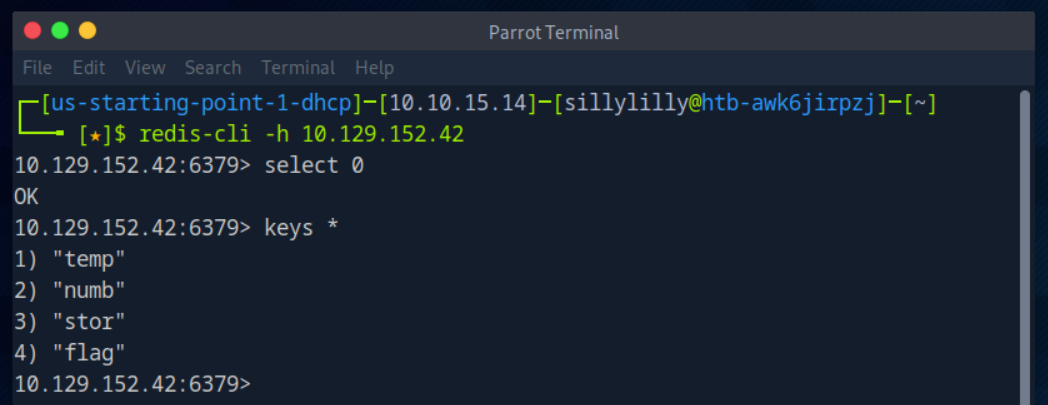 Parrot Terminal
File Edit View Search Terminal Help
┌─[us-starting-point-1-dhcp]─[10.10.15.14]─[sillylilly@htb-awk6jirpzj]─[~]
└──╼ [★]$ redis-cli -h 10.129.152.42
10.129.152.42:6379> select 0
OK
10.129.152.42:6379> keys *
1) "temp"
2) "numb"
3) "stor"
4) "flag"
10.129.152.42:6379>